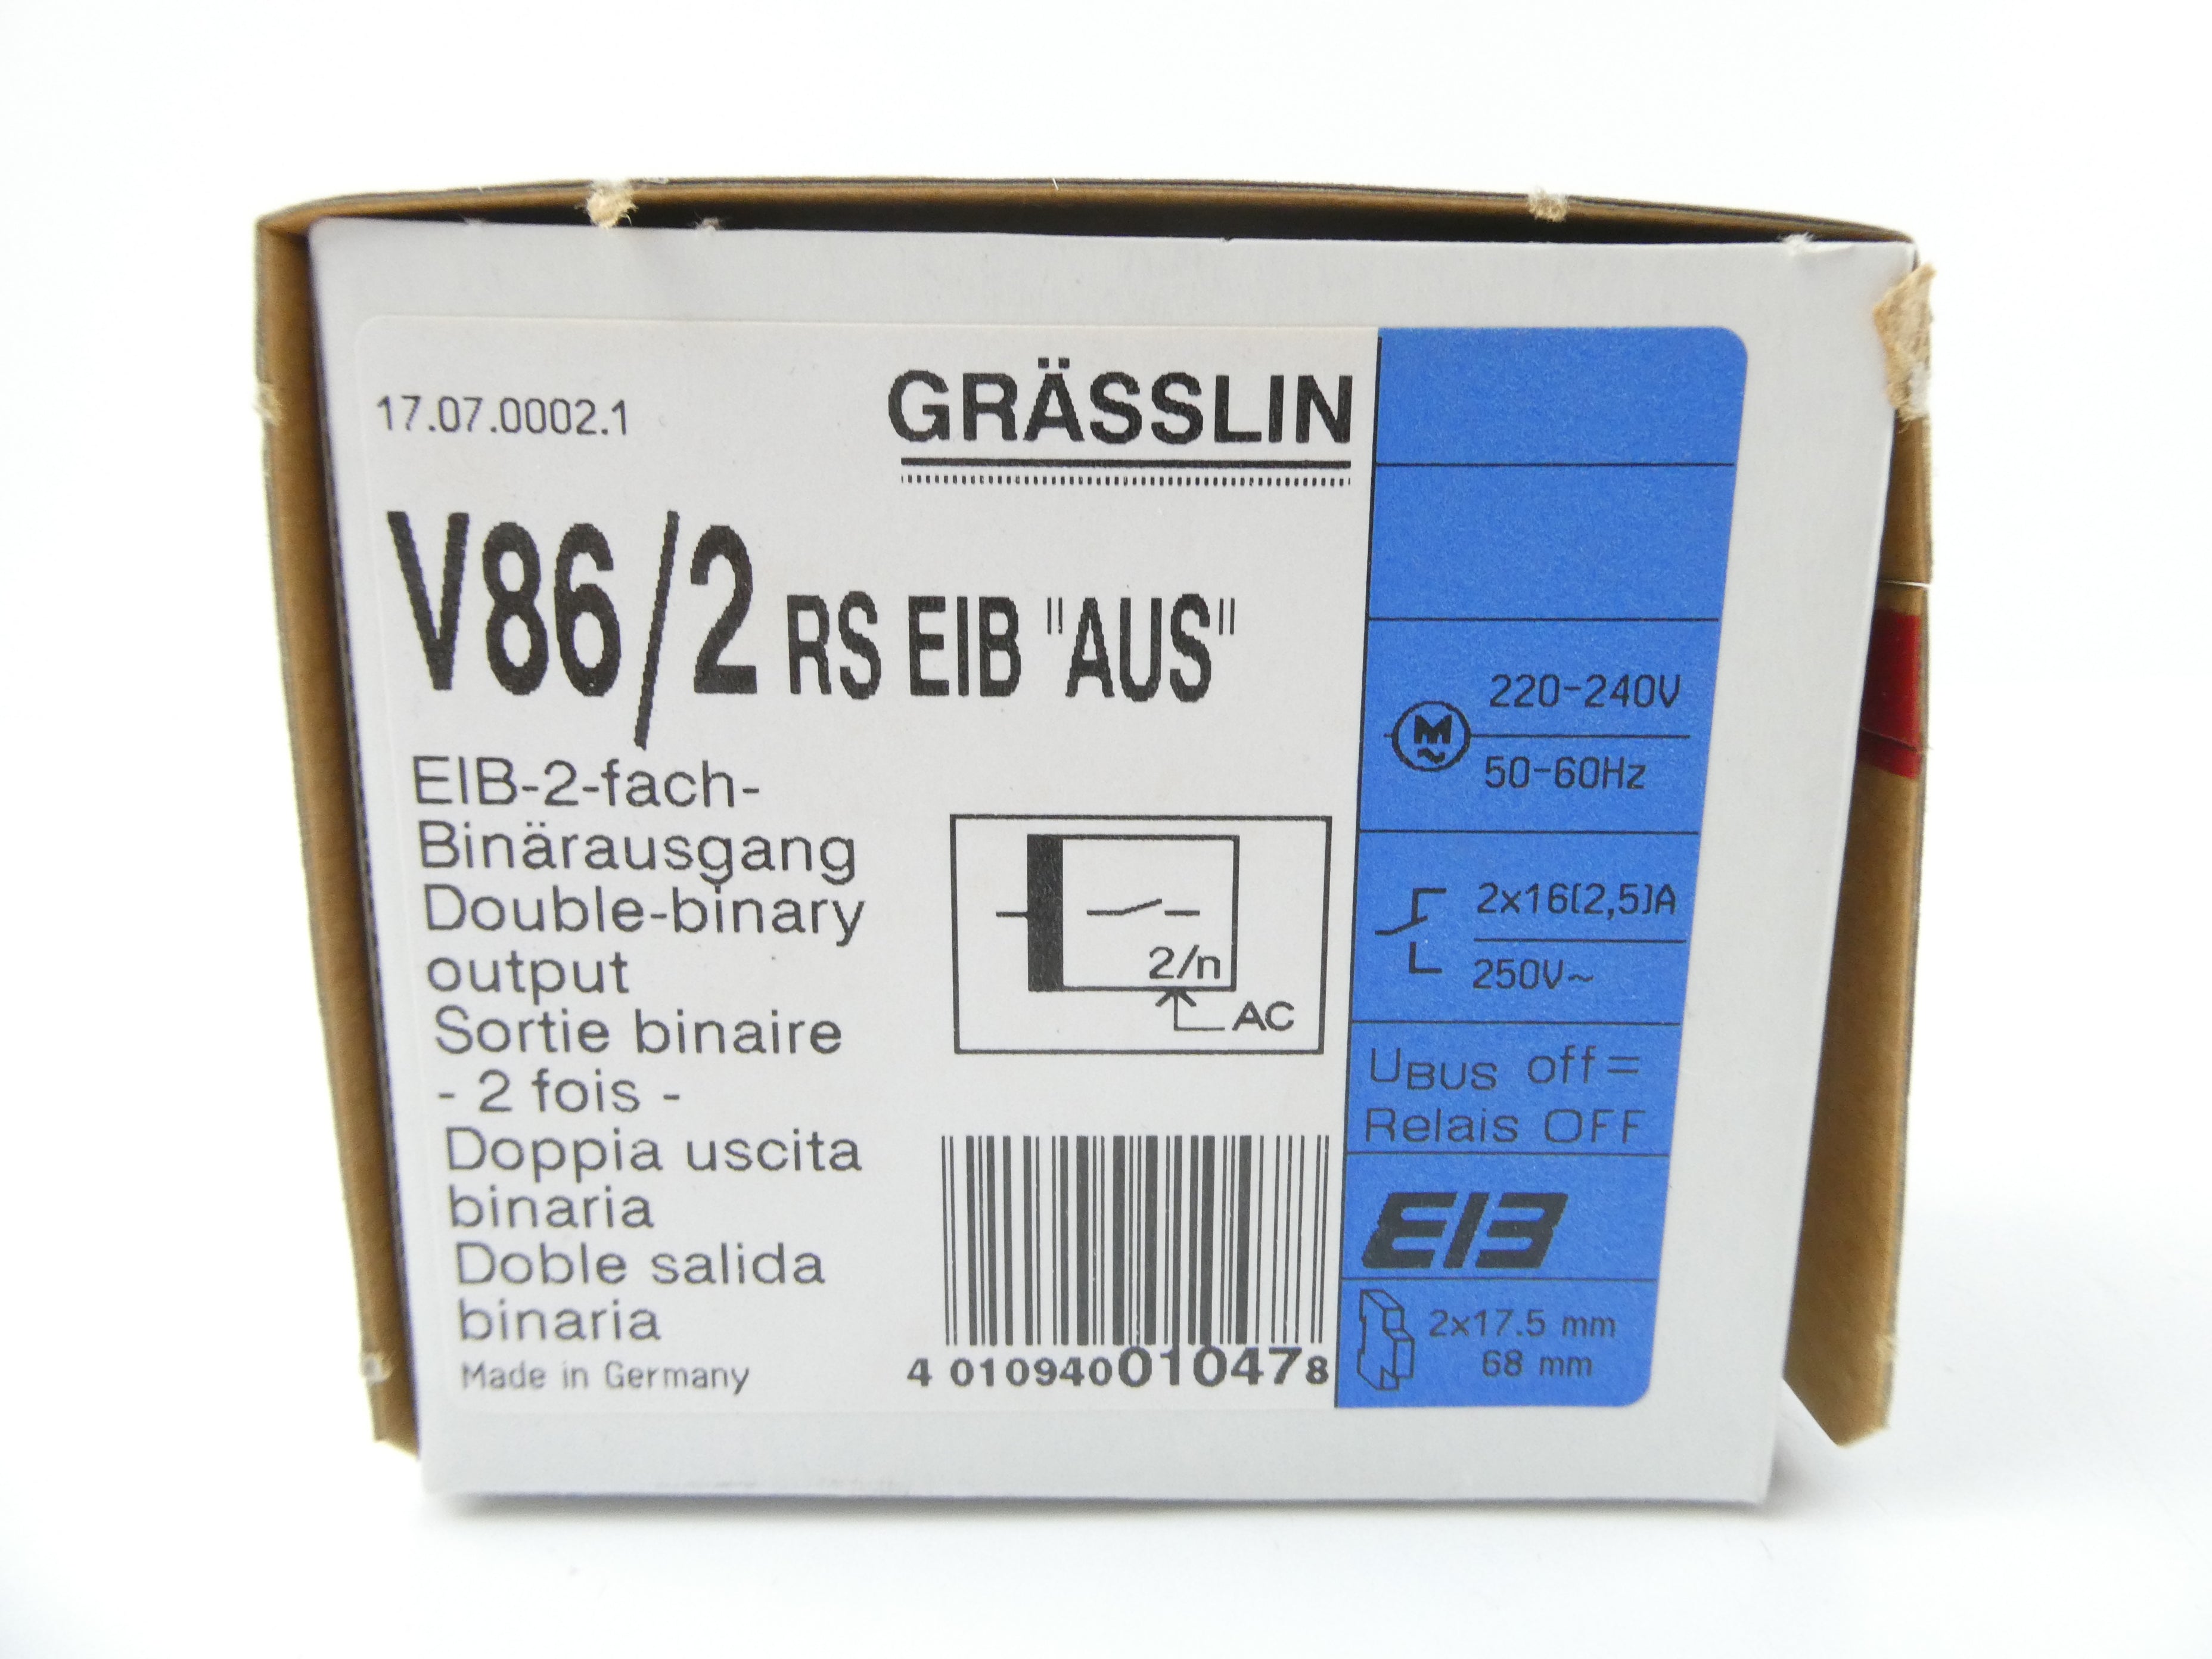 17.07.0002.1
GRÄSSLIN
V86/2 RS EIB "AUS"
EIB-2-fach-
Binärausgang
Double-binary
output
Sortie binaire
- 2 fois -
Doppia uscita
binaria
Doble salida
binaria
Made in Germany
2/n
AC
4 010940010478
M
~
220-240V
50-60Hz
2x16(2,5)A
250V~
UBUS off =
Relais OFF
EIB
2x17.5 mm
68 mm